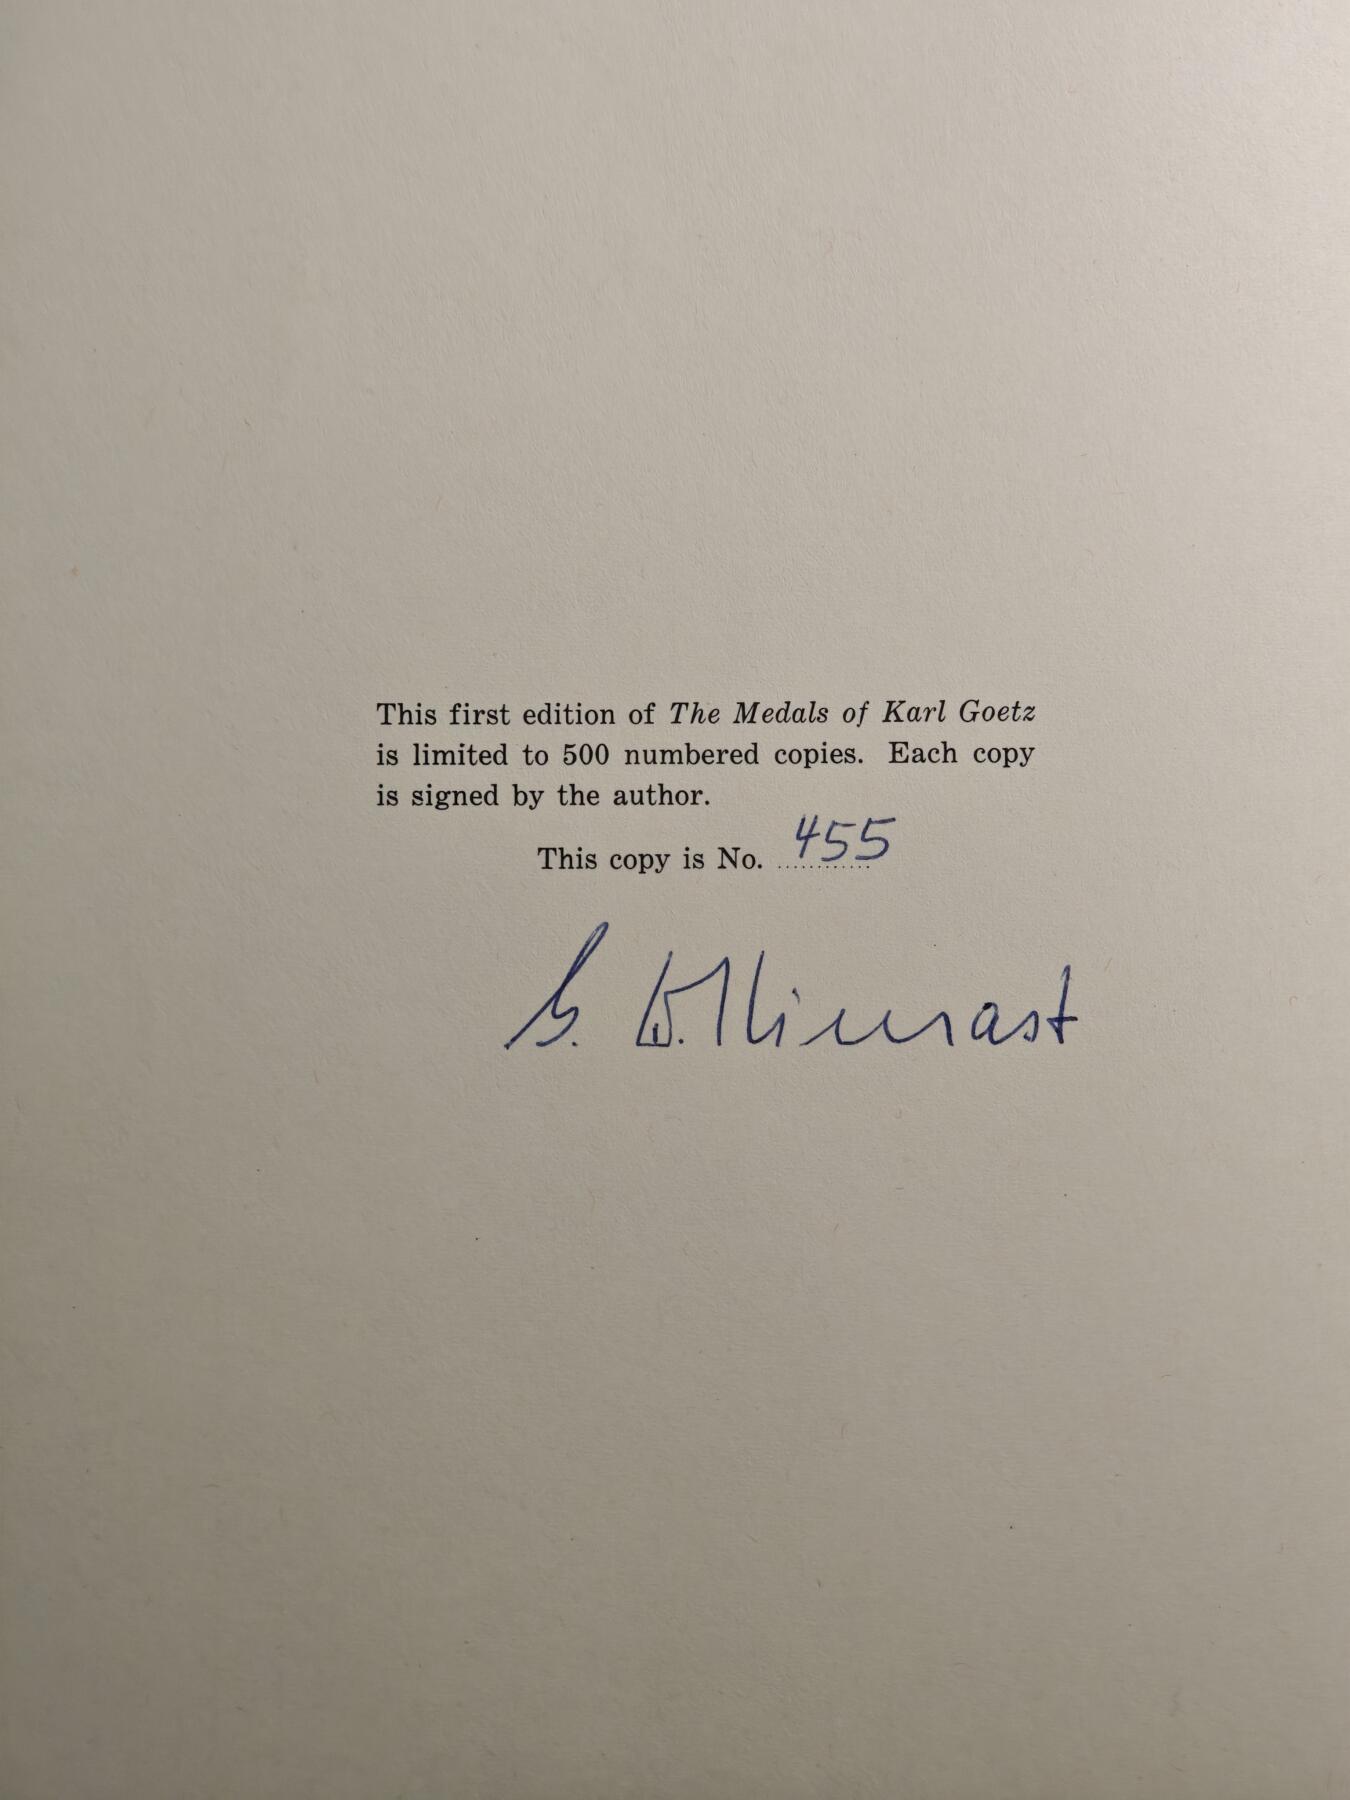 This first edition of The Medals of Karl Goetz
is limited to 500 numbered copies. Each copy
is signed by the author.
This copy is No. 455
G. W. Kienast